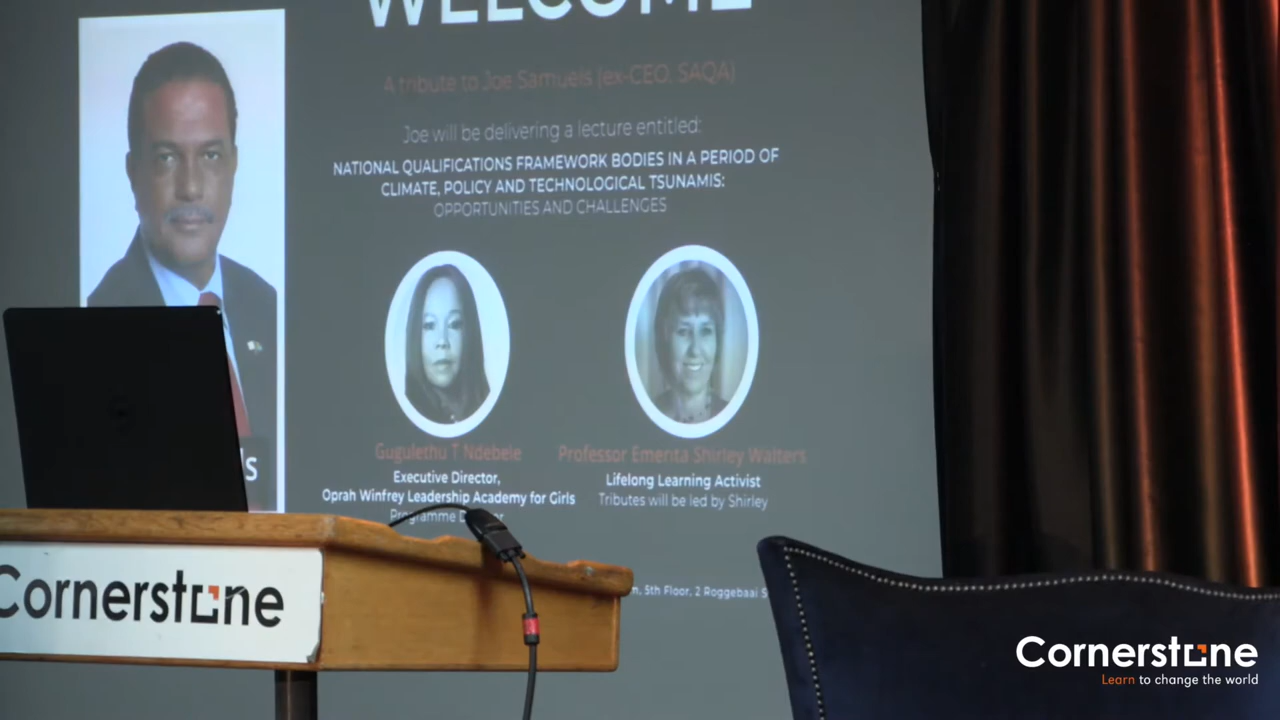 WELCOME
A tribute to Joe Samuels (ex-CEO, SAQA)
Joe will be delivering a lecture entitled:
NATIONAL QUALIFICATIONS FRAMEWORK BODIES IN A PERIOD OF
CLIMATE, POLICY AND TECHNOLOGICAL TSUNAMIS:
OPPORTUNITIES AND CHALLENGES
ls
Gugulethu T Ndebele
Executive Director,
Oprah Winfrey Leadership Academy for Girls
Programme
Professor Emerita Shirley Walters
Lifelong Learning Activist
Tributes will be led by Shirley
5th Floor, 2 Roggebaai
Cornerstone
Cornerstone
Learn to change the world